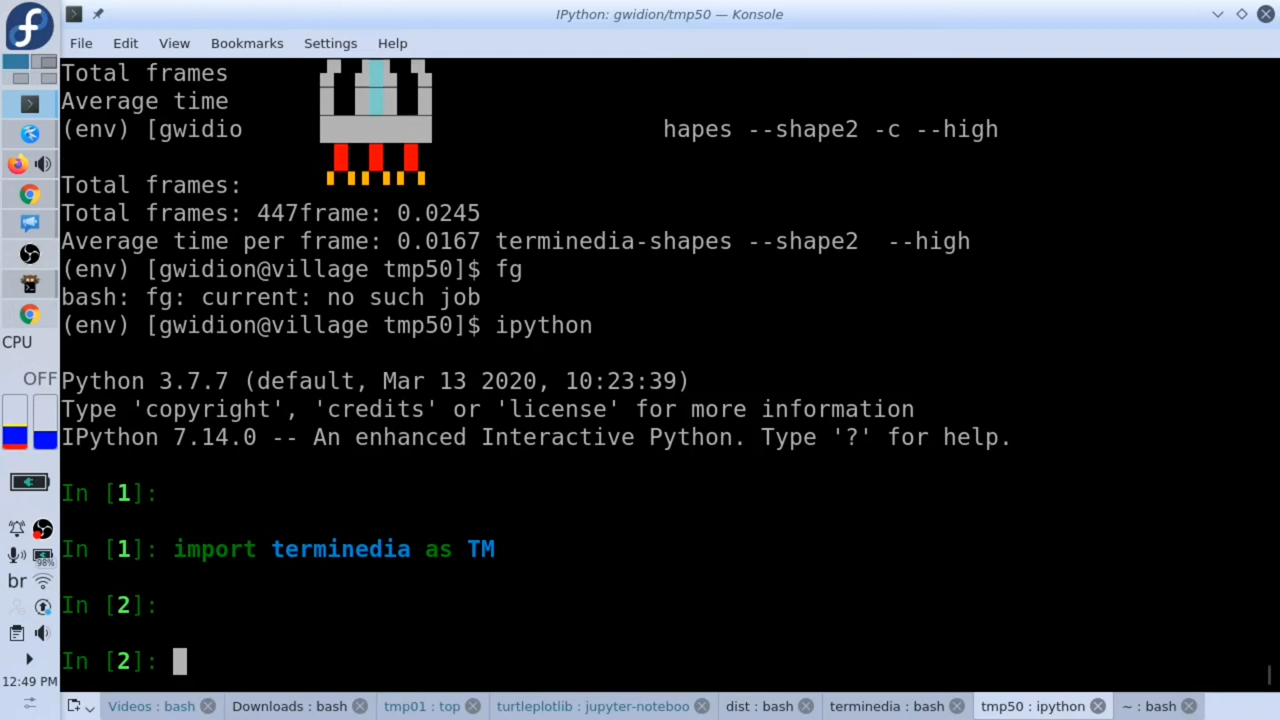 IPython: gwidion/tmp50 — Konsole
File Edit View Bookmarks Settings Help
Total frames
Average time
(env) [gwidio hapes --shape2 -c --high
Total frames:
Total frames: 447frame: 0.0245
Average time per frame: 0.0167 terminedia-shapes --shape2  --high
(env) [gwidion@village tmp50]$ fg
bash: fg: current: no such job
(env) [gwidion@village tmp50]$ ipython
Python 3.7.7 (default, Mar 13 2020, 10:23:39)
Type 'copyright', 'credits' or 'license' for more information
IPython 7.14.0 -- An enhanced Interactive Python. Type '?' for help.
In [1]:
In [1]: import terminedia as TM
In [2]:
In [2]:
CPU
OFF
98%
br
12:49 PM
Videos : bash Downloads : bash tmp01 : top turtleplotlib : jupyter-noteboo dist : bash terminedia : bash tmp50 : ipython ~ : bash